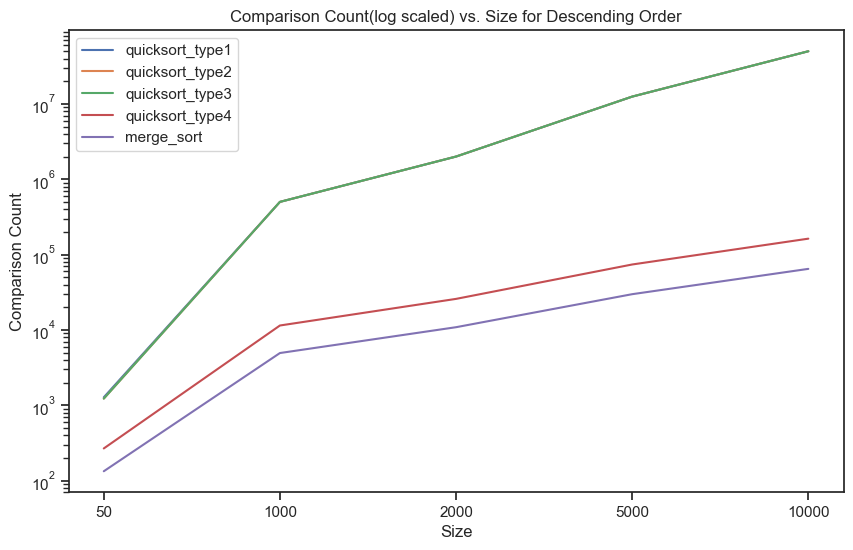 Comparison Count(log scaled) vs. Size for Descending Order
quicksort_type1
quicksort_type2
quicksort_type3
quicksort_type4
merge_sort
Comparison Count
10^7
10^6
10^5
10^4
10^3
10^2
50 1000 2000 5000 10000
Size